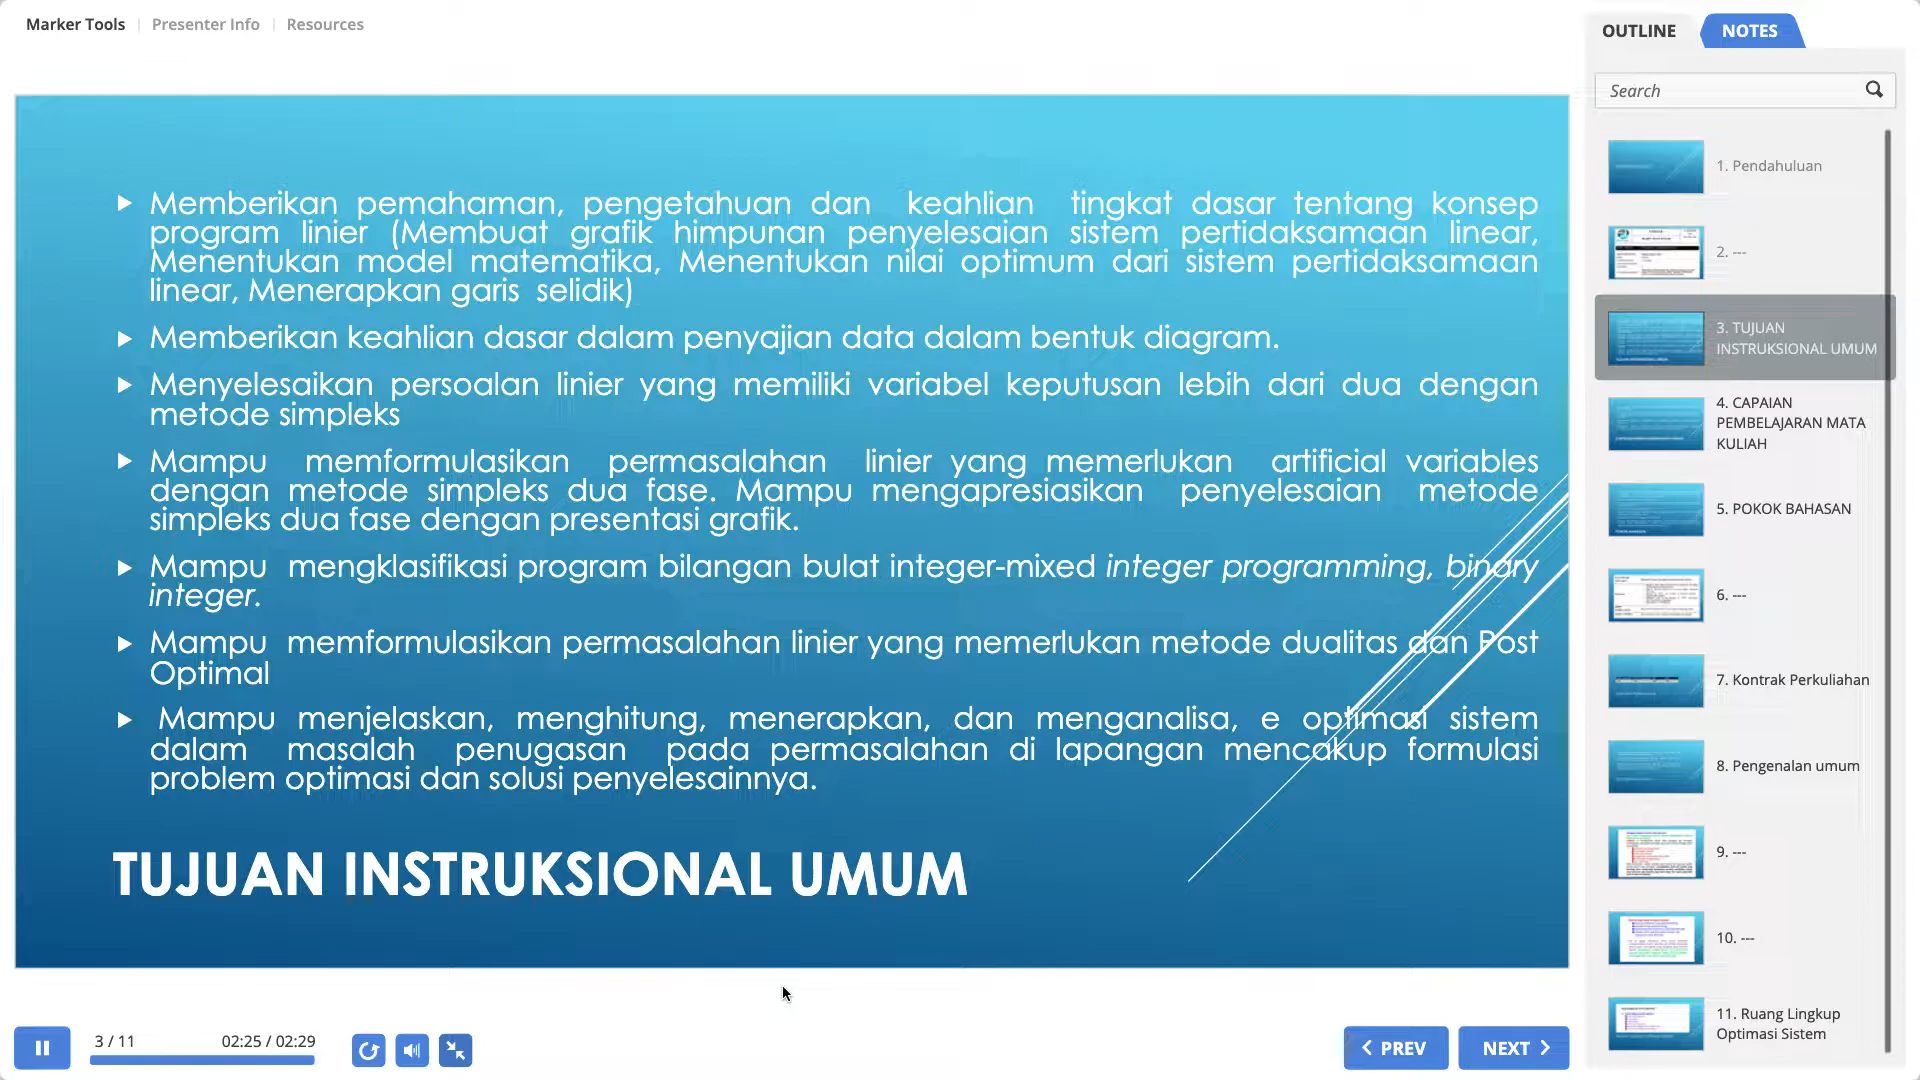 Marker Tools
Presenter Info
Resources
OUTLINE
NOTES
Search
Memberikan pemahaman, pengetahuan dan keahlian tingkat dasar tentang konsep
program linier (Membuat grafik himpunan penyelesaian sistem pertidaksamaan linear,
Menentukan model matematika, Menentukan nilai optimum dari sistem pertidaksamaan
linear, Menerapkan garis selidik)
Memberikan keahlian dasar dalam penyajian data dalam bentuk diagram.
Menyelesaikan persoalan linier yang memiliki variabel keputusan lebih dari dua dengan
metode simpleks
Mampu memformulasikan permasalahan linier yang memerlukan artificial variables
dengan metode simpleks dua fase. Mampu mengapresiasikan penyelesaian metode
simpleks dua fase dengan presentasi grafik.
Mampu mengklasifikasi program bilangan bulat integer-mixed integer programming, binary
integer.
Mampu memformulasikan permasalahan linier yang memerlukan metode dualitas dan Post
Optimal
Mampu menjelaskan, menghitung, menerapkan, dan menganalisa, e optimasi sistem
dalam masalah penugasan pada permasalahan di lapangan mencakup formulasi
problem optimasi dan solusi penyelesainnya.
TUJUAN INSTRUKSIONAL UMUM
1. Pendahuluan
2. ---
3. TUJUAN
INSTRUKSIONAL UMUM
4. CAPAIAN
PEMBELAJARAN MATA
KULIAH
5. POKOK BAHASAN
6. ---
7. Kontrak Perkuliahan
8. Pengenalan umum
9. ---
10. ---
11. Ruang Lingkup
Optimasi Sistem
3 / 11
02:25 / 02:29
PREV
NEXT